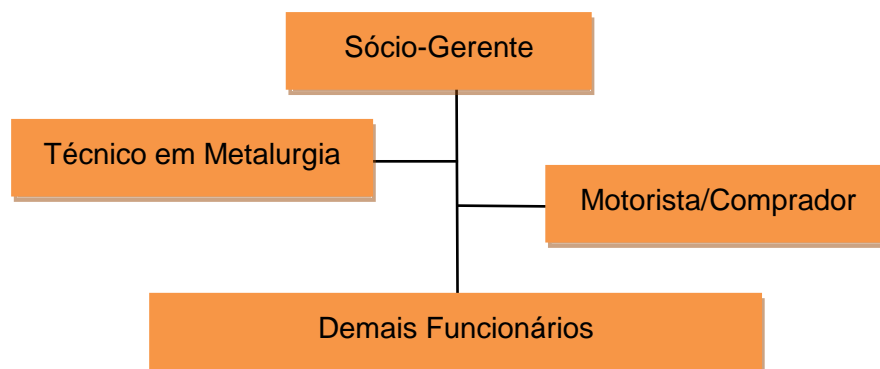 Sócio-Gerente
Técnico em Metalurgia
Motorista/Comprador
Demais Funcionários